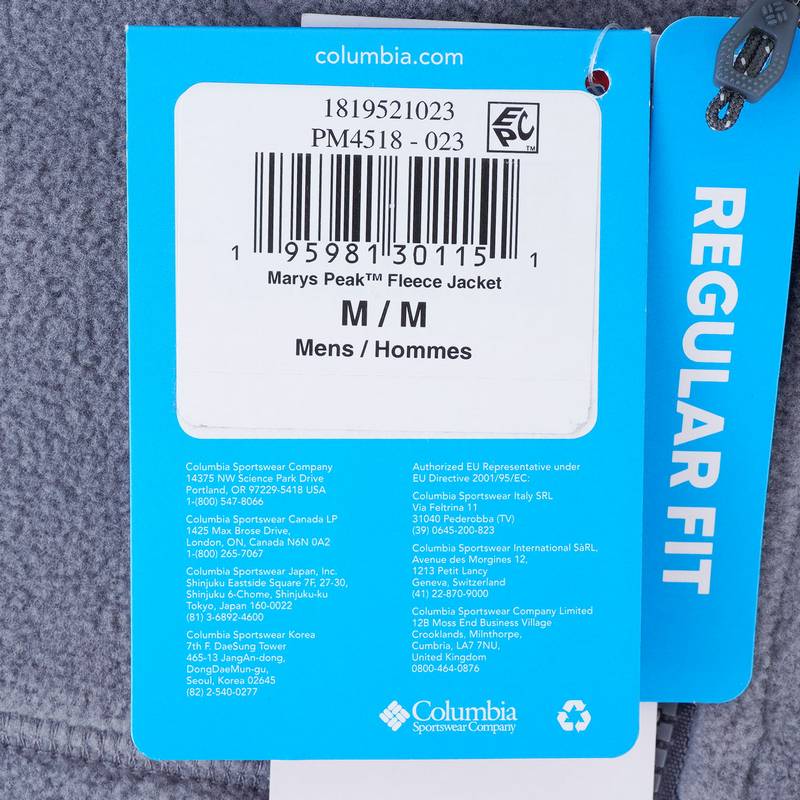 columbia.com
1819521023
PM4518 - 023
EPC™
1 95981 30115 1
Marys Peak™ Fleece Jacket
M / M
Mens / Hommes
Columbia Sportswear Company
14375 NW Science Park Drive
Portland, OR 97229-5418 USA
1-(800) 547-8066
Columbia Sportswear Canada LP
1425 Max Brose Drive,
London, ON, Canada N6N 0A2
1-(800) 265-7067
Columbia Sportswear Japan, Inc.
Shinjuku Eastside Square 7F, 27-30,
Shinjuku 6-Chome, Shinjuku-ku
Tokyo, Japan 160-0022
(81) 3-6892-4600
Columbia Sportswear Korea
7th F. DaeSung Tower
465-13 JangAn-dong,
DongDaeMun-gu,
Seoul, Korea 02645
(82) 2-540-0277
Authorized EU Representative under
EU Directive 2001/95/EC:
Columbia Sportswear Italy SRL
Via Feltrina 11
31040 Pederobba (TV)
(39) 0645-200-823
Columbia Sportswear International SàRL,
Avenue des Morgines 12,
1213 Petit Lancy
Geneva, Switzerland
(41) 22-870-9000
Columbia Sportswear Company Limited
12B Moss End Business Village
Crooklands, Milnthorpe,
Cumbria, LA7 7NU,
United Kingdom
0800-464-0876
Columbia
Sportswear Company
REGULAR FIT